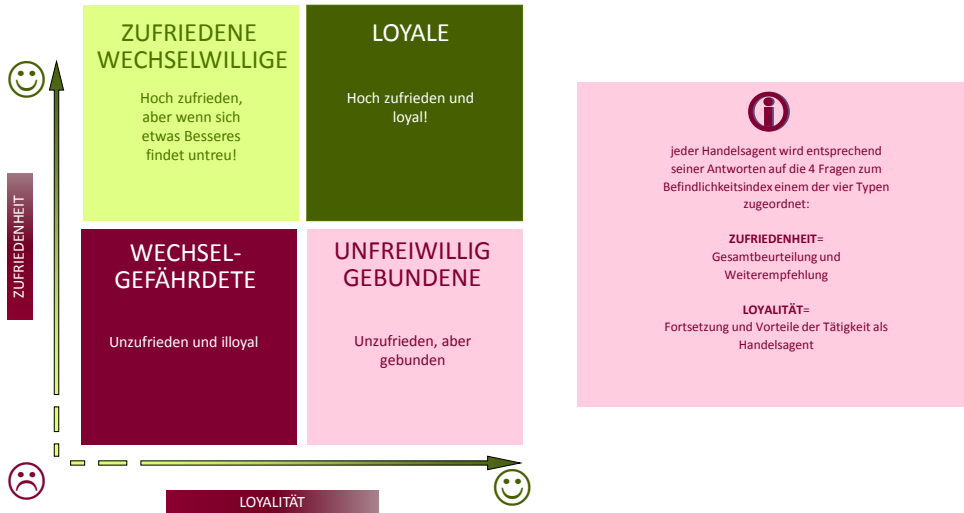 ZUFRIEDENE
WECHSELWILLIGE
Hoch zufrieden,
aber wenn sich
etwas Besseres
findet untreu!
LOYALE
Hoch zufrieden und
loyal!
WECHSEL-
GEFÄHRDETE
Unzufrieden und illoyal
UNFREIWILLIG
GEBUNDENE
Unzufrieden, aber
gebunden
ZUFRIEDENHEIT
LOYALITÄT
i
jeder Handelsagent wird entsprechend
seiner Antworten auf die 4 Fragen zum
Befindlichkeitsindex einem der vier Typen
zugeordnet:
ZUFRIEDENHEIT=
Gesamtbeurteilung und
Weiterempfehlung
LOYALITÄT=
Fortsetzung und Vorteile der Tätigkeit als
Handelsagent